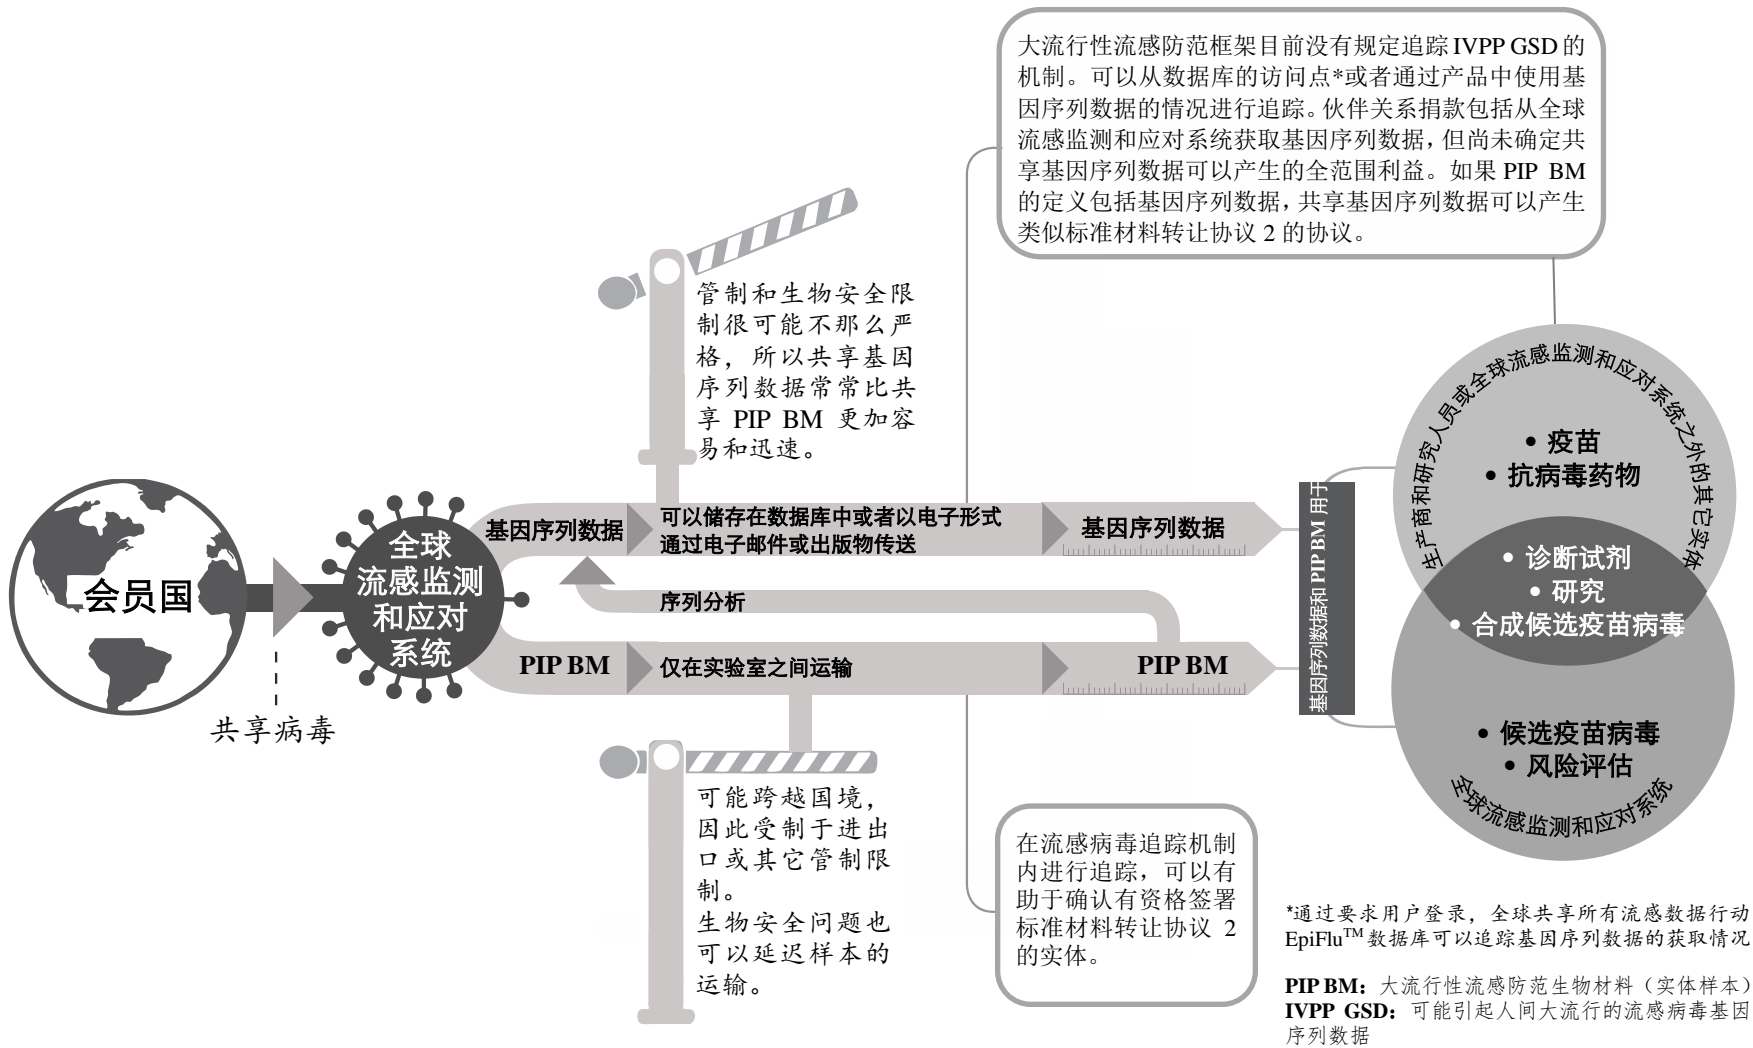 大流行性流感防范框架目前没有规定追踪 IVPP GSD 的
机制。可以从数据库的访问点*或者通过产品中使用基
因序列数据的情况进行追踪。伙伴关系捐款包括从全球
流感监测和应对系统获取基因序列数据，但尚未确定共
享基因序列数据可以产生的全范围利益。如果 PIP BM
的定义包括基因序列数据，共享基因序列数据可以产生
类似标准材料转让协议 2 的协议。
管制和生物安全限
制很可能不那么严
格，所以共享基因
序列数据常常比共
享 PIP BM 更加容
易和迅速。
会员国
共享病毒
全球
流感监测
和应对
系统
基因序列数据
可以储存在数据库中或者以电子形式
通过电子邮件或出版物传送
基因序列数据
序列分析
PIP BM
仅在实验室之间运输
PIP BM
可能跨越国境，
因此受制于进出
口或其它管制限
制。
生物安全问题也
可以延迟样本的
运输。
在流感病毒追踪机制
内进行追踪，可以有
助于确认有资格签署
标准材料转让协议 2
的实体。
基因序列数据和 PIP BM 用于
生产商和研究人员或全球流感监测和应对系统之外的其它实体
• 疫苗
• 抗病毒药物
• 诊断试剂
• 研究
• 合成候选疫苗病毒
• 候选疫苗病毒
• 风险评估
全球流感监测和应对系统
*通过要求用户登录，全球共享所有流感数据行动
EpiFlu™ 数据库可以追踪基因序列数据的获取情况
PIP BM：大流行性流感防范生物材料（实体样本）
IVPP GSD：可能引起人间大流行的流感病毒基因
序列数据